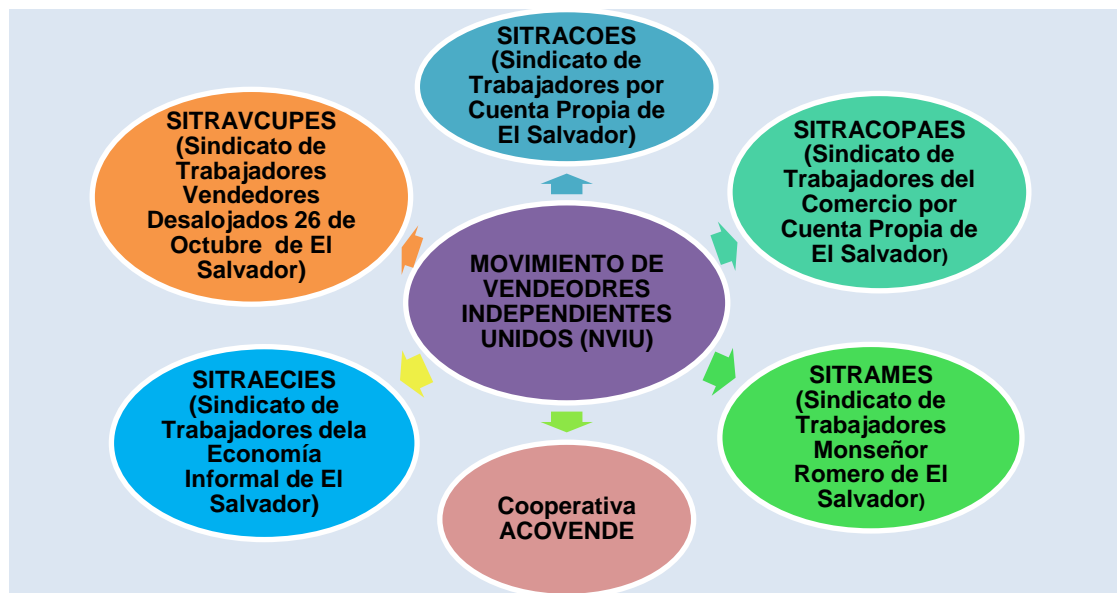 SITRACOES
(Sindicato de
Trabajadores por
Cuenta Propia de
El Salvador)
SITRAVCUPES
(Sindicato de
Trabajadores
Vendedores
Desalojados 26 de
Octubre de El
Salvador)
SITRACOPAES
(Sindicato de
Trabajadores del
Comercio por
Cuenta Propia de
El Salvador)
MOVIMIENTO DE
VENDEODRES
INDEPENDIENTES
UNIDOS (NVIU)
SITRAECIES
(Sindicato de
Trabajadores dela
Economía
Informal de El
Salvador)
SITRAMES
(Sindicato de
Trabajadores
Monseñor
Romero de El
Salvador)
Cooperativa
ACOVENDE